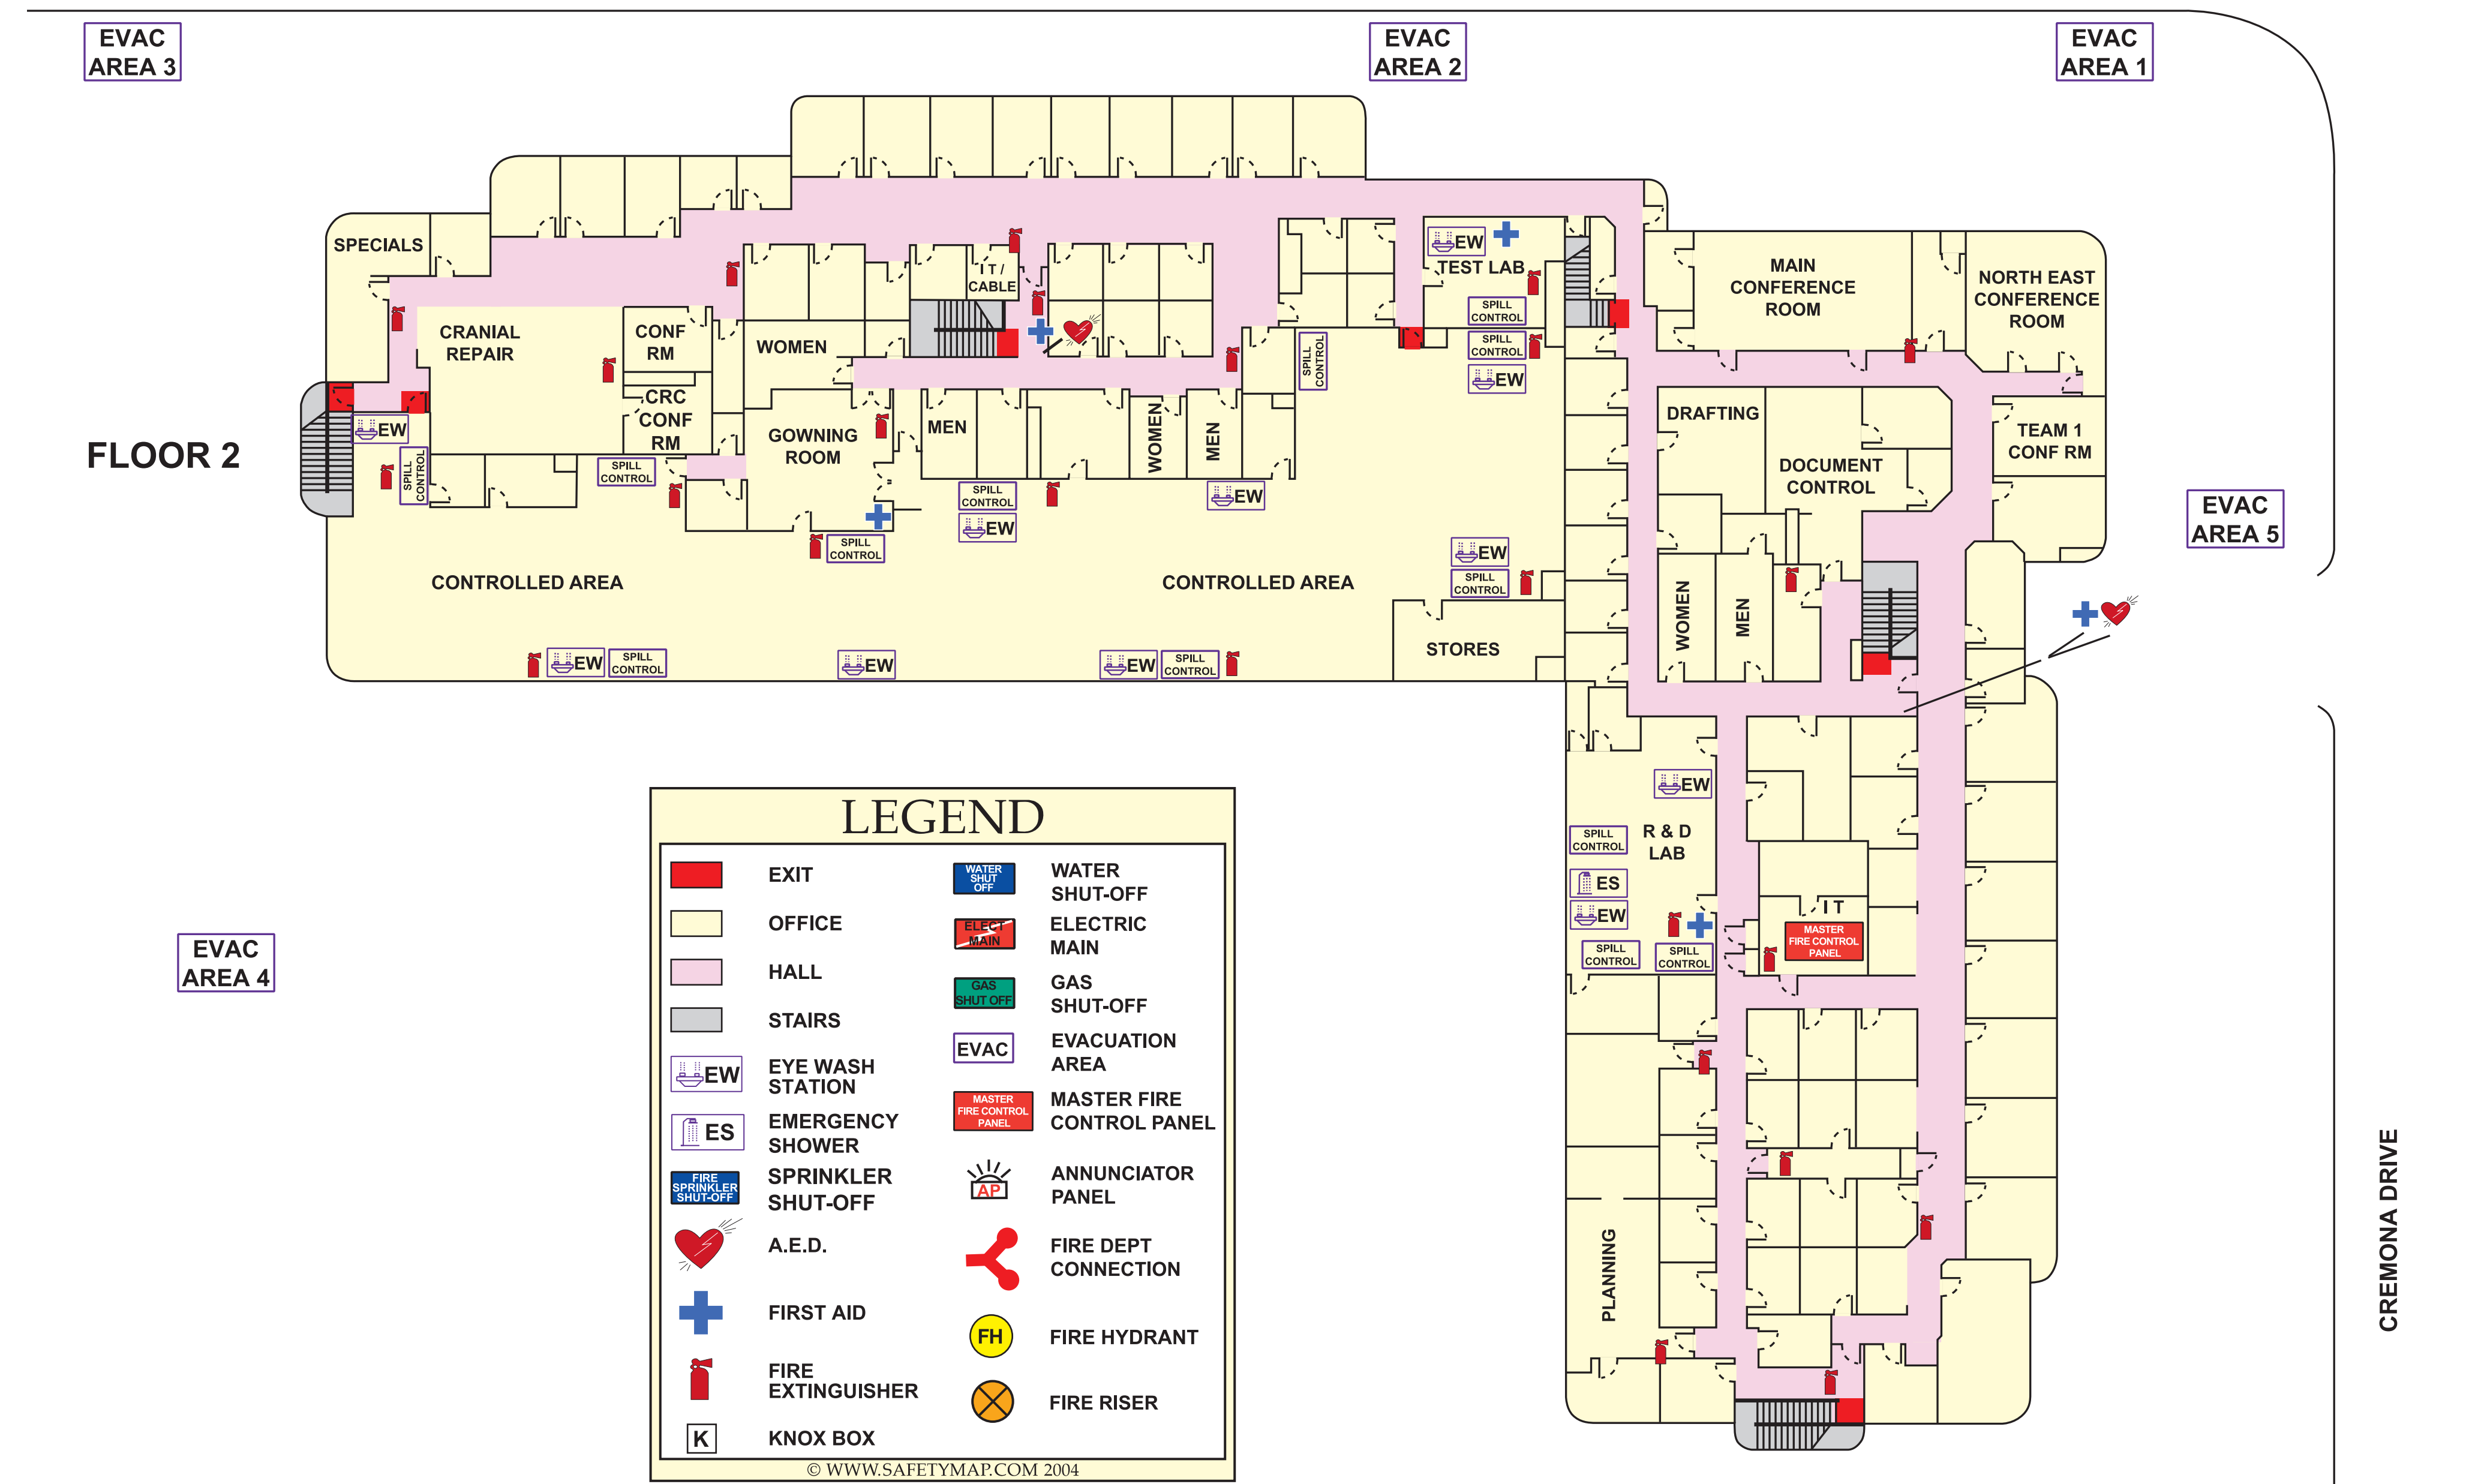 EVAC
AREA 3
EVAC
AREA 2
EVAC
AREA 1
SPECIALS
I T /
CABLE
EW
TEST LAB
SPILL
CONTROL
SPILL
CONTROL
EW
MAIN
CONFERENCE
ROOM
NORTH EAST
CONFERENCE
ROOM
CRANIAL
REPAIR
CONF
RM
WOMEN
SPILL
CONTROL
CRC
CONF
RM
FLOOR 2
EW
SPILL
CONTROL
SPILL
CONTROL
GOWNING
ROOM
MEN
WOMEN
MEN
DRAFTING
TEAM 1
CONF RM
DOCUMENT
CONTROL
SPILL
CONTROL
EW
EW
EVAC
AREA 5
SPILL
CONTROL
CONTROLLED AREA
CONTROLLED AREA
EW
SPILL
CONTROL
WOMEN
MEN
STORES
EW
SPILL
CONTROL
EW
EW
SPILL
CONTROL
EW
SPILL
CONTROL
R & D
LAB
ES
EW
SPILL
CONTROL
SPILL
CONTROL
I T
MASTER
FIRE CONTROL
PANEL
EVAC
AREA 4
PLANNING
CREMONA DRIVE
LEGEND
EXIT
OFFICE
HALL
STAIRS
EW
EYE WASH
STATION
ES
EMERGENCY
SHOWER
FIRE
SPRINKLER
SHUT-OFF
SPRINKLER
SHUT-OFF
A.E.D.
FIRST AID
FIRE
EXTINGUISHER
K
KNOX BOX
WATER
SHUT
OFF
WATER
SHUT-OFF
ELECT
MAIN
ELECTRIC
MAIN
GAS
SHUT OFF
GAS
SHUT-OFF
EVAC
EVACUATION
AREA
MASTER
FIRE CONTROL
PANEL
MASTER FIRE
CONTROL PANEL
AP
ANNUNCIATOR
PANEL
FIRE DEPT
CONNECTION
FH
FIRE HYDRANT
FIRE RISER
© WWW.SAFETYMAP.COM 2004